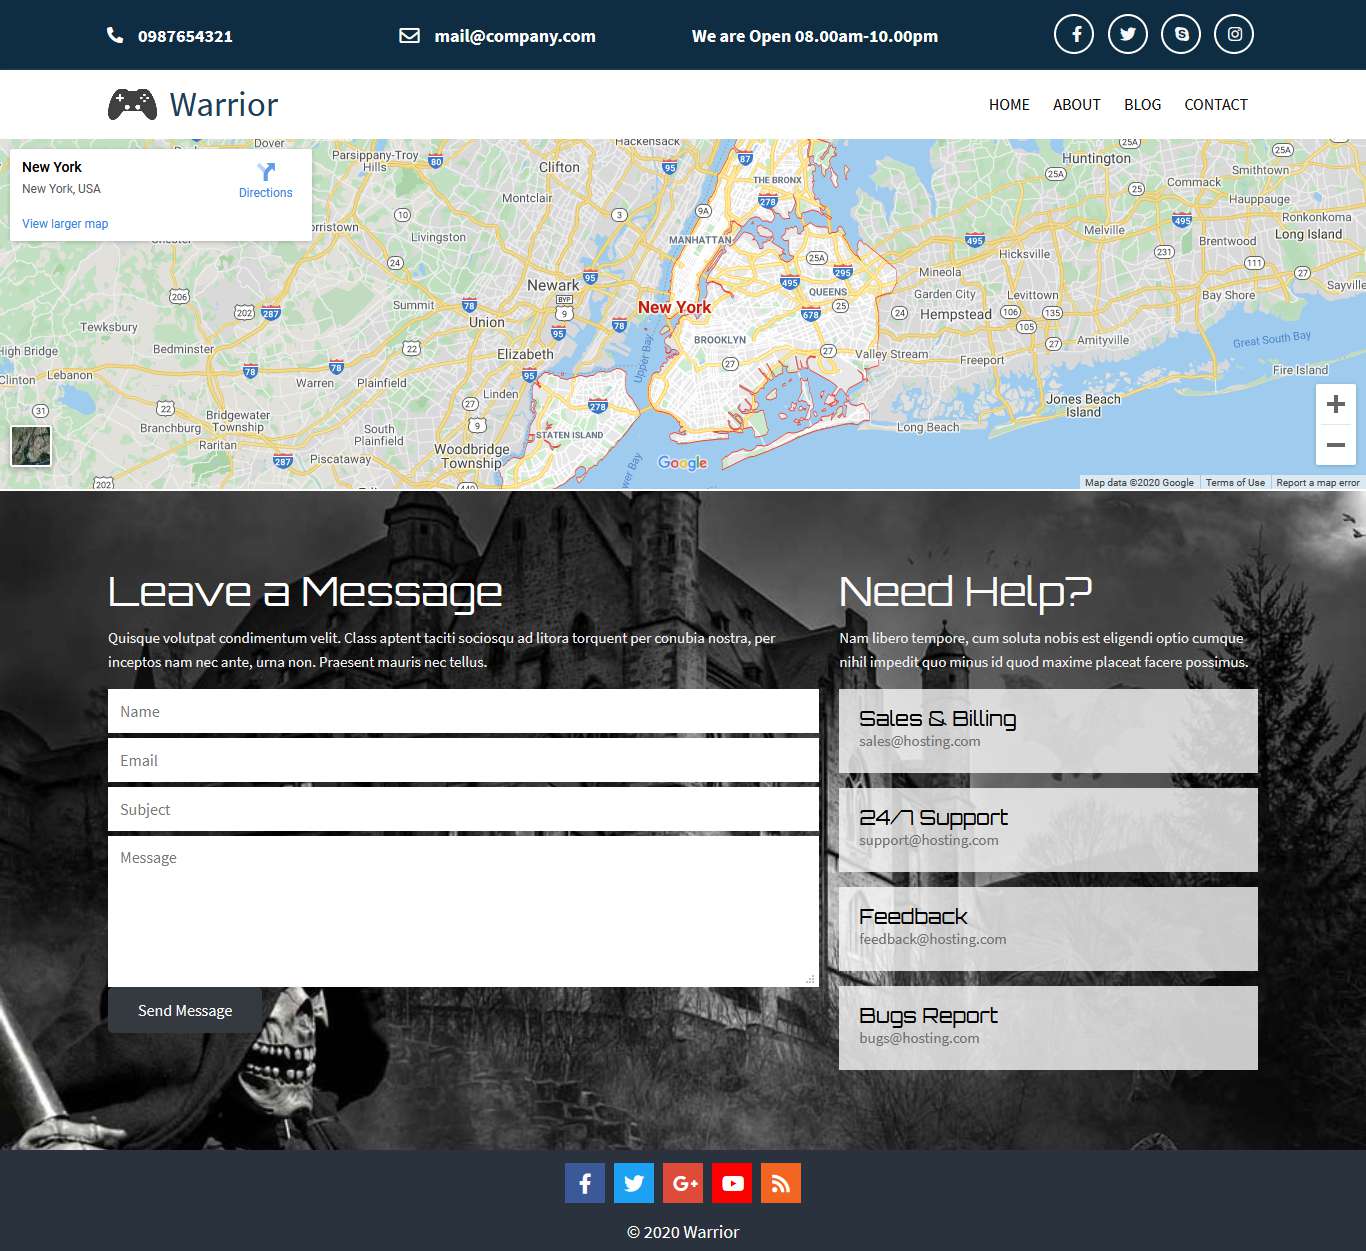 0987654321
mail@company.com
We are Open 08.00am-10.00pm
Warrior
HOME ABOUT BLOG CONTACT
New York
New York, USA
Directions
View larger map
Dover
Parsippany-Troy
Hills
Hackensack
Clifton
Montclair
THE BRONX
Huntington
Smithtown
Commack
Hauppauge
Ronkonkoma
Livingston
MANHATTAN
Melville
Brentwood
Long Island
Hicksville
Newark
Mineola
QUEENS
Garden City
Levittown
Bay Shore
Sayville
Summit
New York
Union
Hempstead
Tewksbury
BROOKLYN
Amityville
Great South Bay
High Bridge
Bedminster
Elizabeth
Upper Bay
Valley Stream
Freeport
Fire Island
Lebanon
Clinton
Warren
Plainfield
Linden
Jones Beach
Island
Bridgewater
Township
Branchburg
South
Plainfield
STATEN ISLAND
Long Beach
Raritan
Piscataway
Woodbridge
Township
Google
Map data ©2020 Google
Terms of Use
Report a map error
Leave a Message
Quisque volutpat condimentum velit. Class aptent taciti sociosqu ad litora torquent per conubia nostra, per
inceptos nam nec ante, urna non. Praesent mauris nec tellus.
Name
Email
Subject
Message
Send Message
Need Help?
Nam libero tempore, cum soluta nobis est eligendi optio cumque
nihil impedit quo minus id quod maxime placeat facere possimus.
Sales & Billing
sales@hosting.com
24/7 Support
support@hosting.com
Feedback
feedback@hosting.com
Bugs Report
bugs@hosting.com
© 2020 Warrior